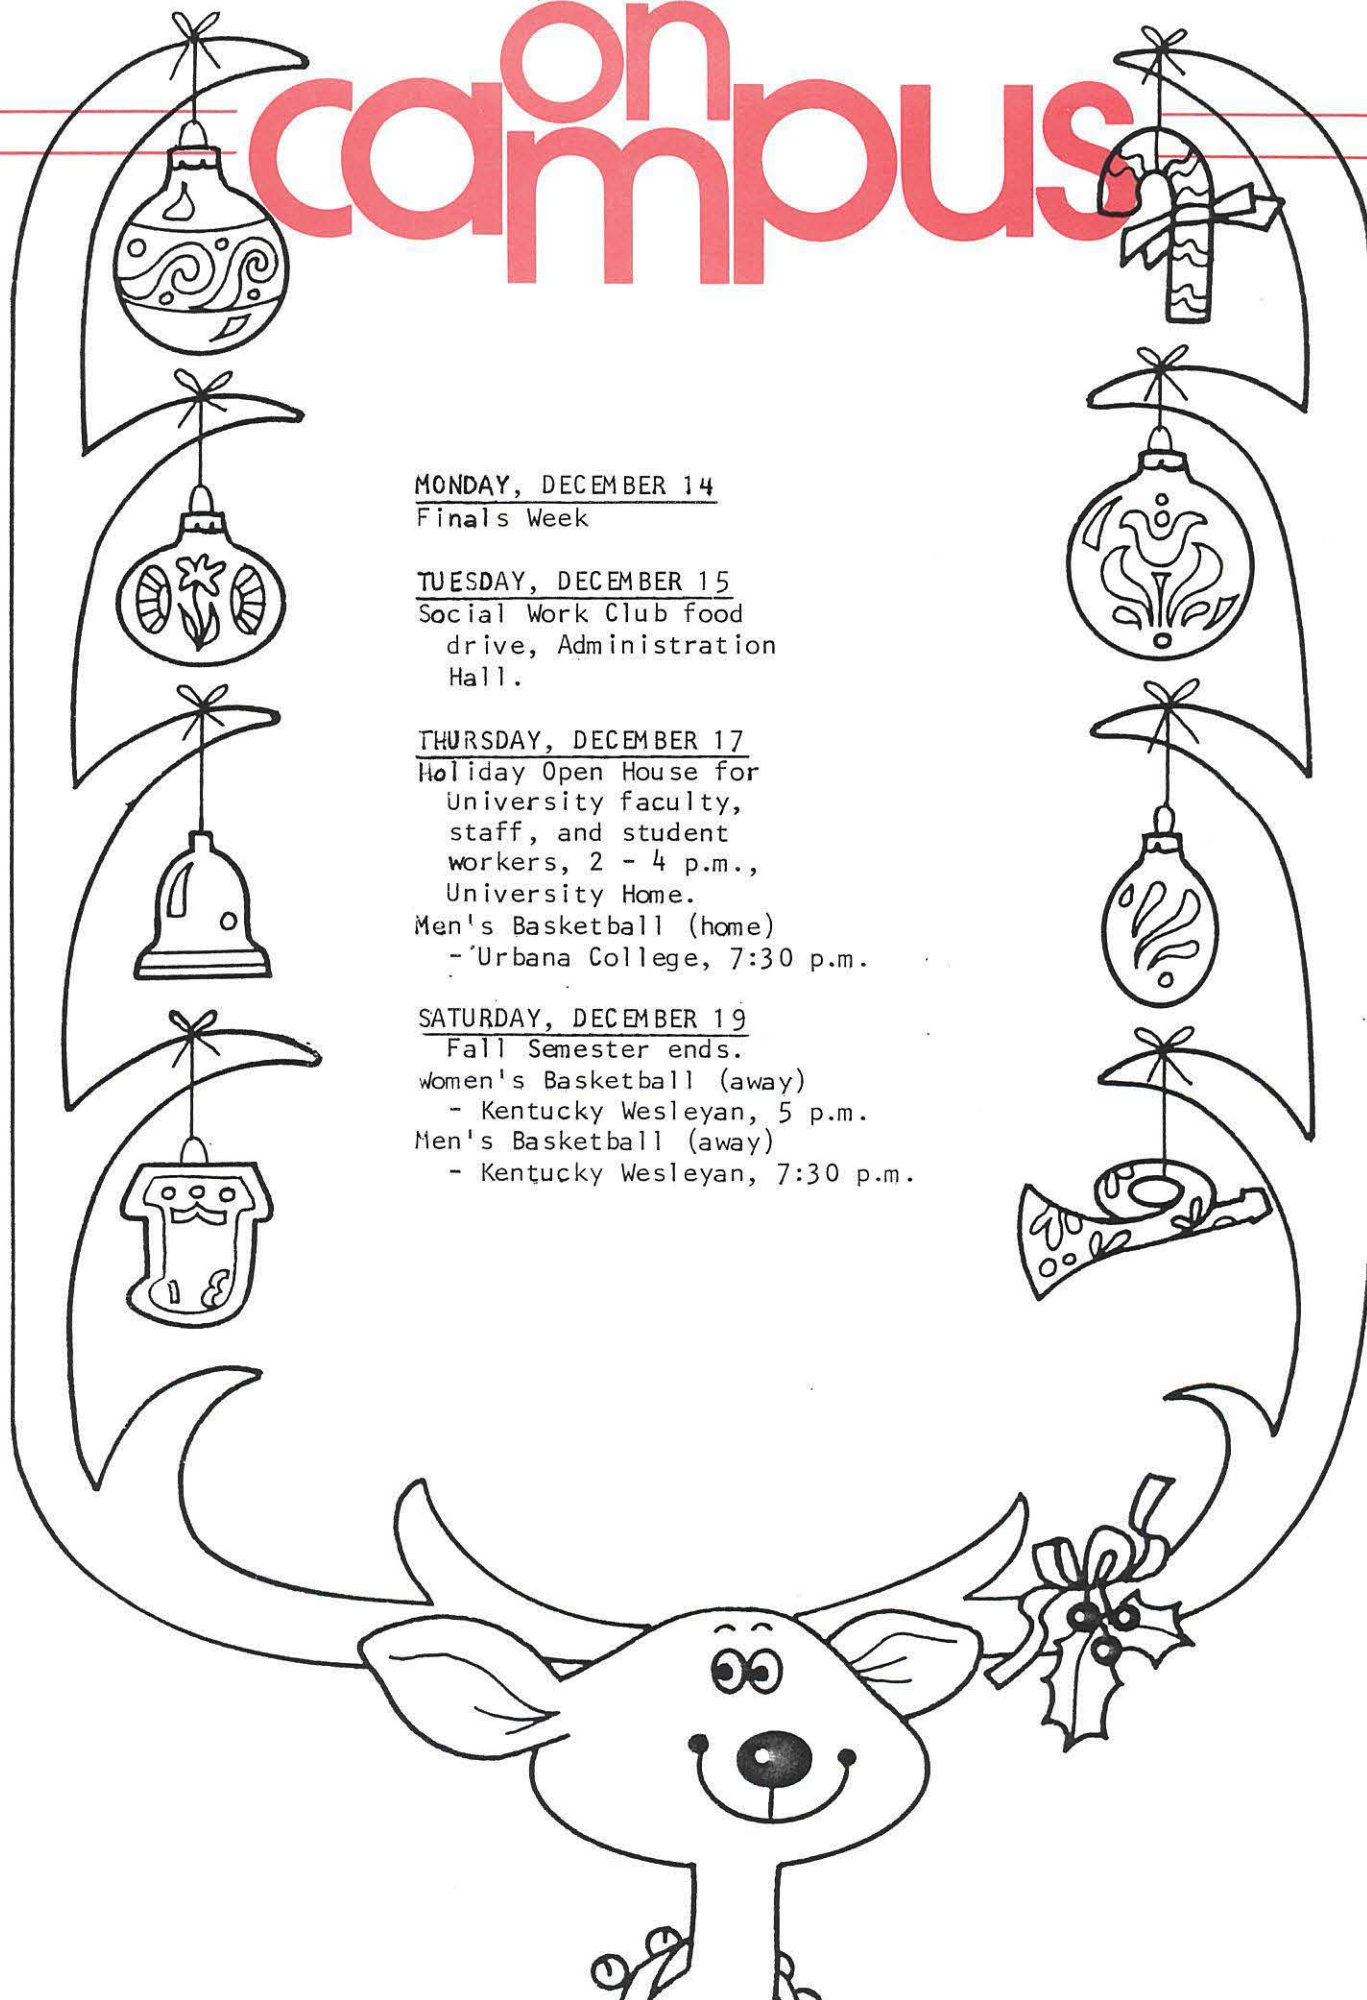 on
campus
MONDAY, DECEMBER 14
Finals Week
TUESDAY, DECEMBER 15
Social Work Club food
drive, Administration
Hall.
THURSDAY, DECEMBER 17
Holiday Open House for
University faculty,
staff, and student
workers, 2 - 4 p.m.,
University Home.
Men's Basketball (home)
- Urbana College, 7:30 p.m.
SATURDAY, DECEMBER 19
Fall Semester ends.
Women's Basketball (away)
- Kentucky Wesleyan, 5 p.m.
Men's Basketball (away)
- Kentucky Wesleyan, 7:30 p.m.